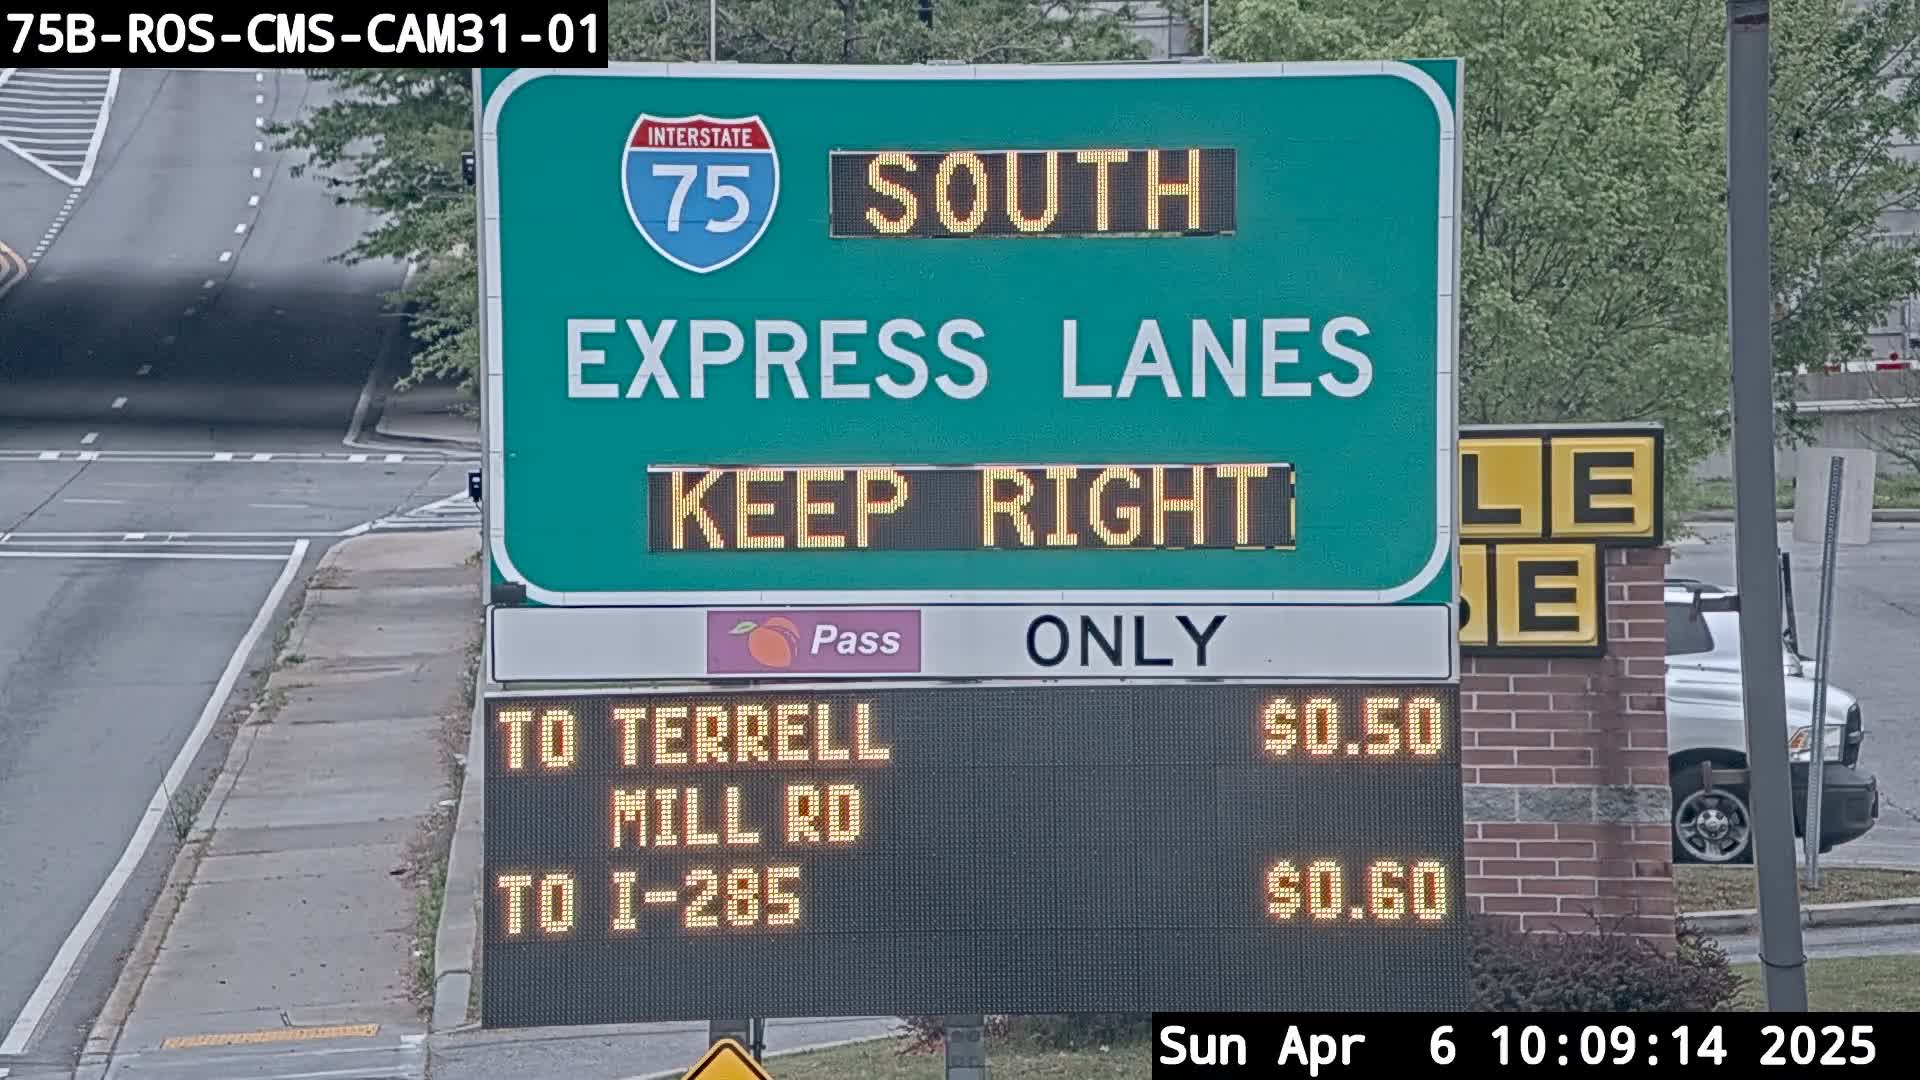 75B-ROS-CMS-CAM31-01
INTERSTATE
75
SOUTH
EXPRESS LANES
KEEP RIGHT
Pass ONLY
TO TERRELL $0.50
MILL RD
TO I-285 $0.60
LE
E
Sun Apr 6 10:09:14 2025